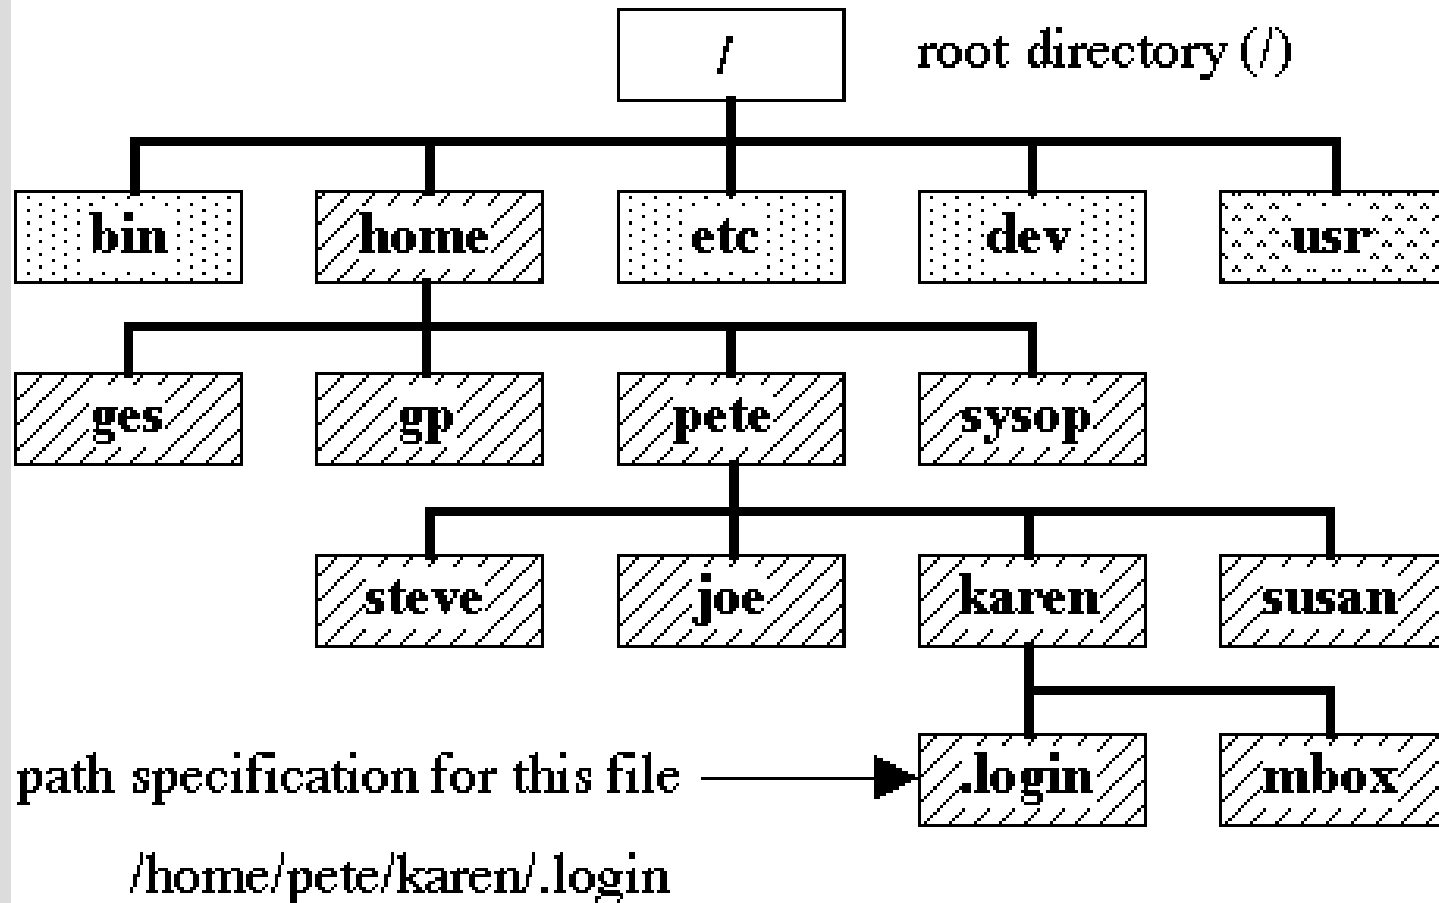 / root directory (/)
bin home etc dev usr
ges gp pete sysop
steve joe karen susan
path specification for this file .login mbox
/home/pete/karen/.login